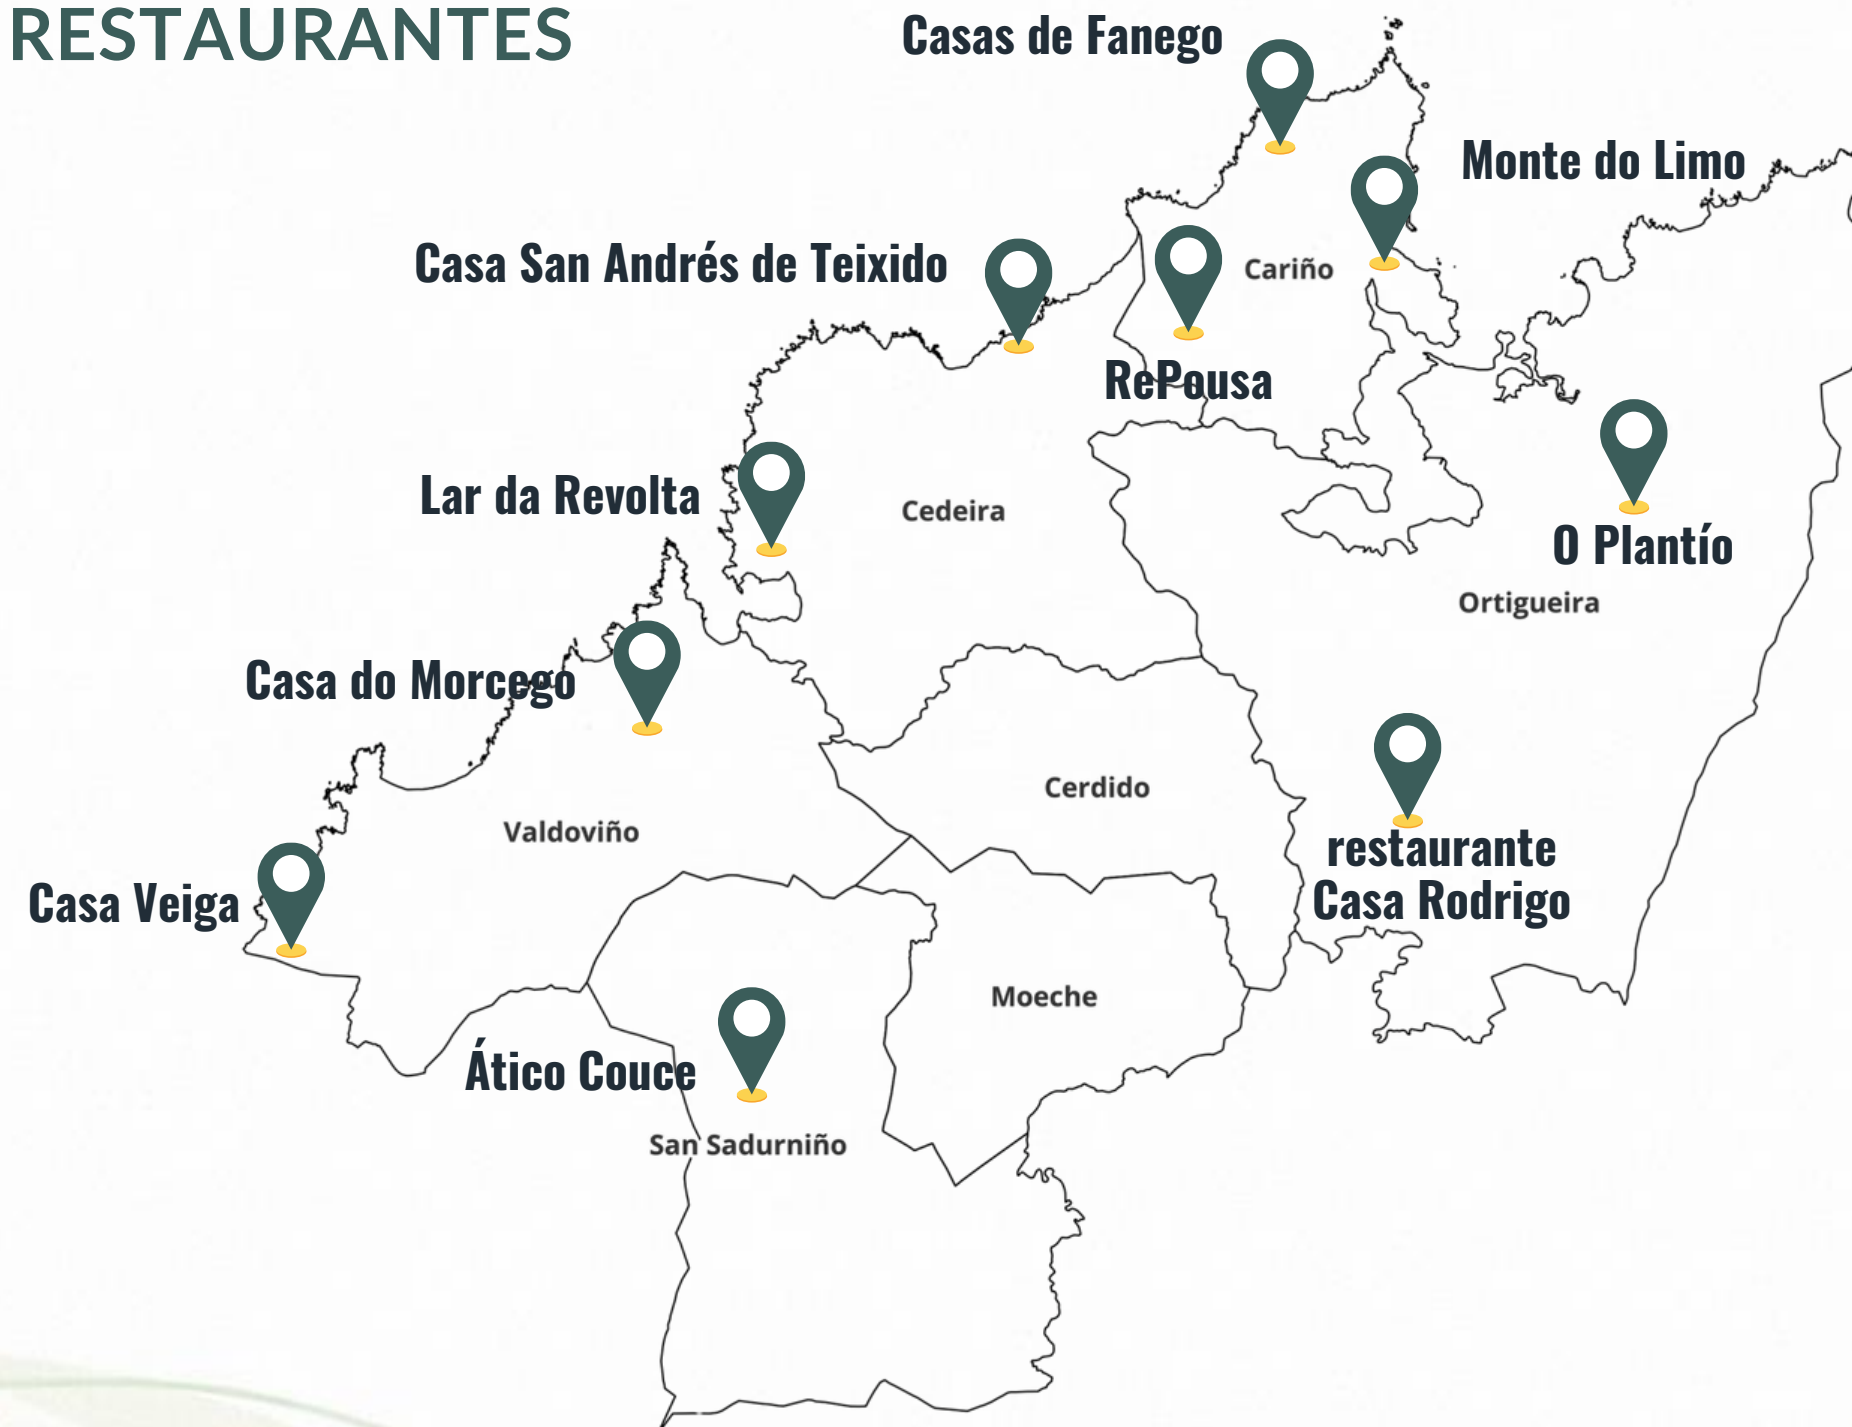 RESTAURANTES
Casas de Fanego
Monte do Limo
Casa San Andrés de Teixido
Cariño
RePousa
Lar da Revolta
Cedeira
O Plantío
Ortigueira
Casa do Morcego
Cerdido
Valdoviño
restaurante
Casa Rodrigo
Casa Veiga
Moeche
Ático Couce
San Sadurniño